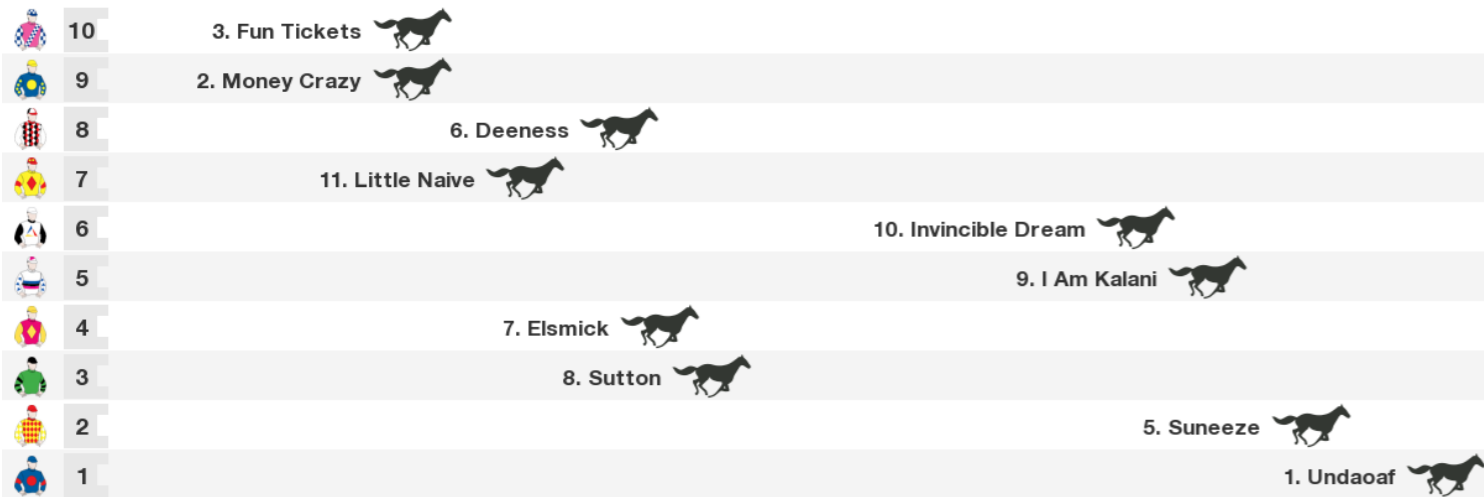 10 3. Fun Tickets
9 2. Money Crazy
8 6. Deeness
7 11. Little Naive
6 10. Invincible Dream
5 9. I Am Kalani
4 7. Elsmick
3 8. Sutton
2 5. Suneeze
1 1. Undaoaf